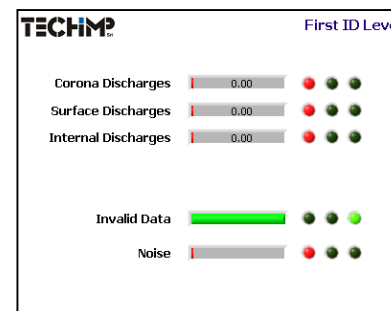 TECHIMP Srl
First ID Leve
Corona Discharges 0.00
Surface Discharges 0.00
Internal Discharges 0.00
Invalid Data
Noise